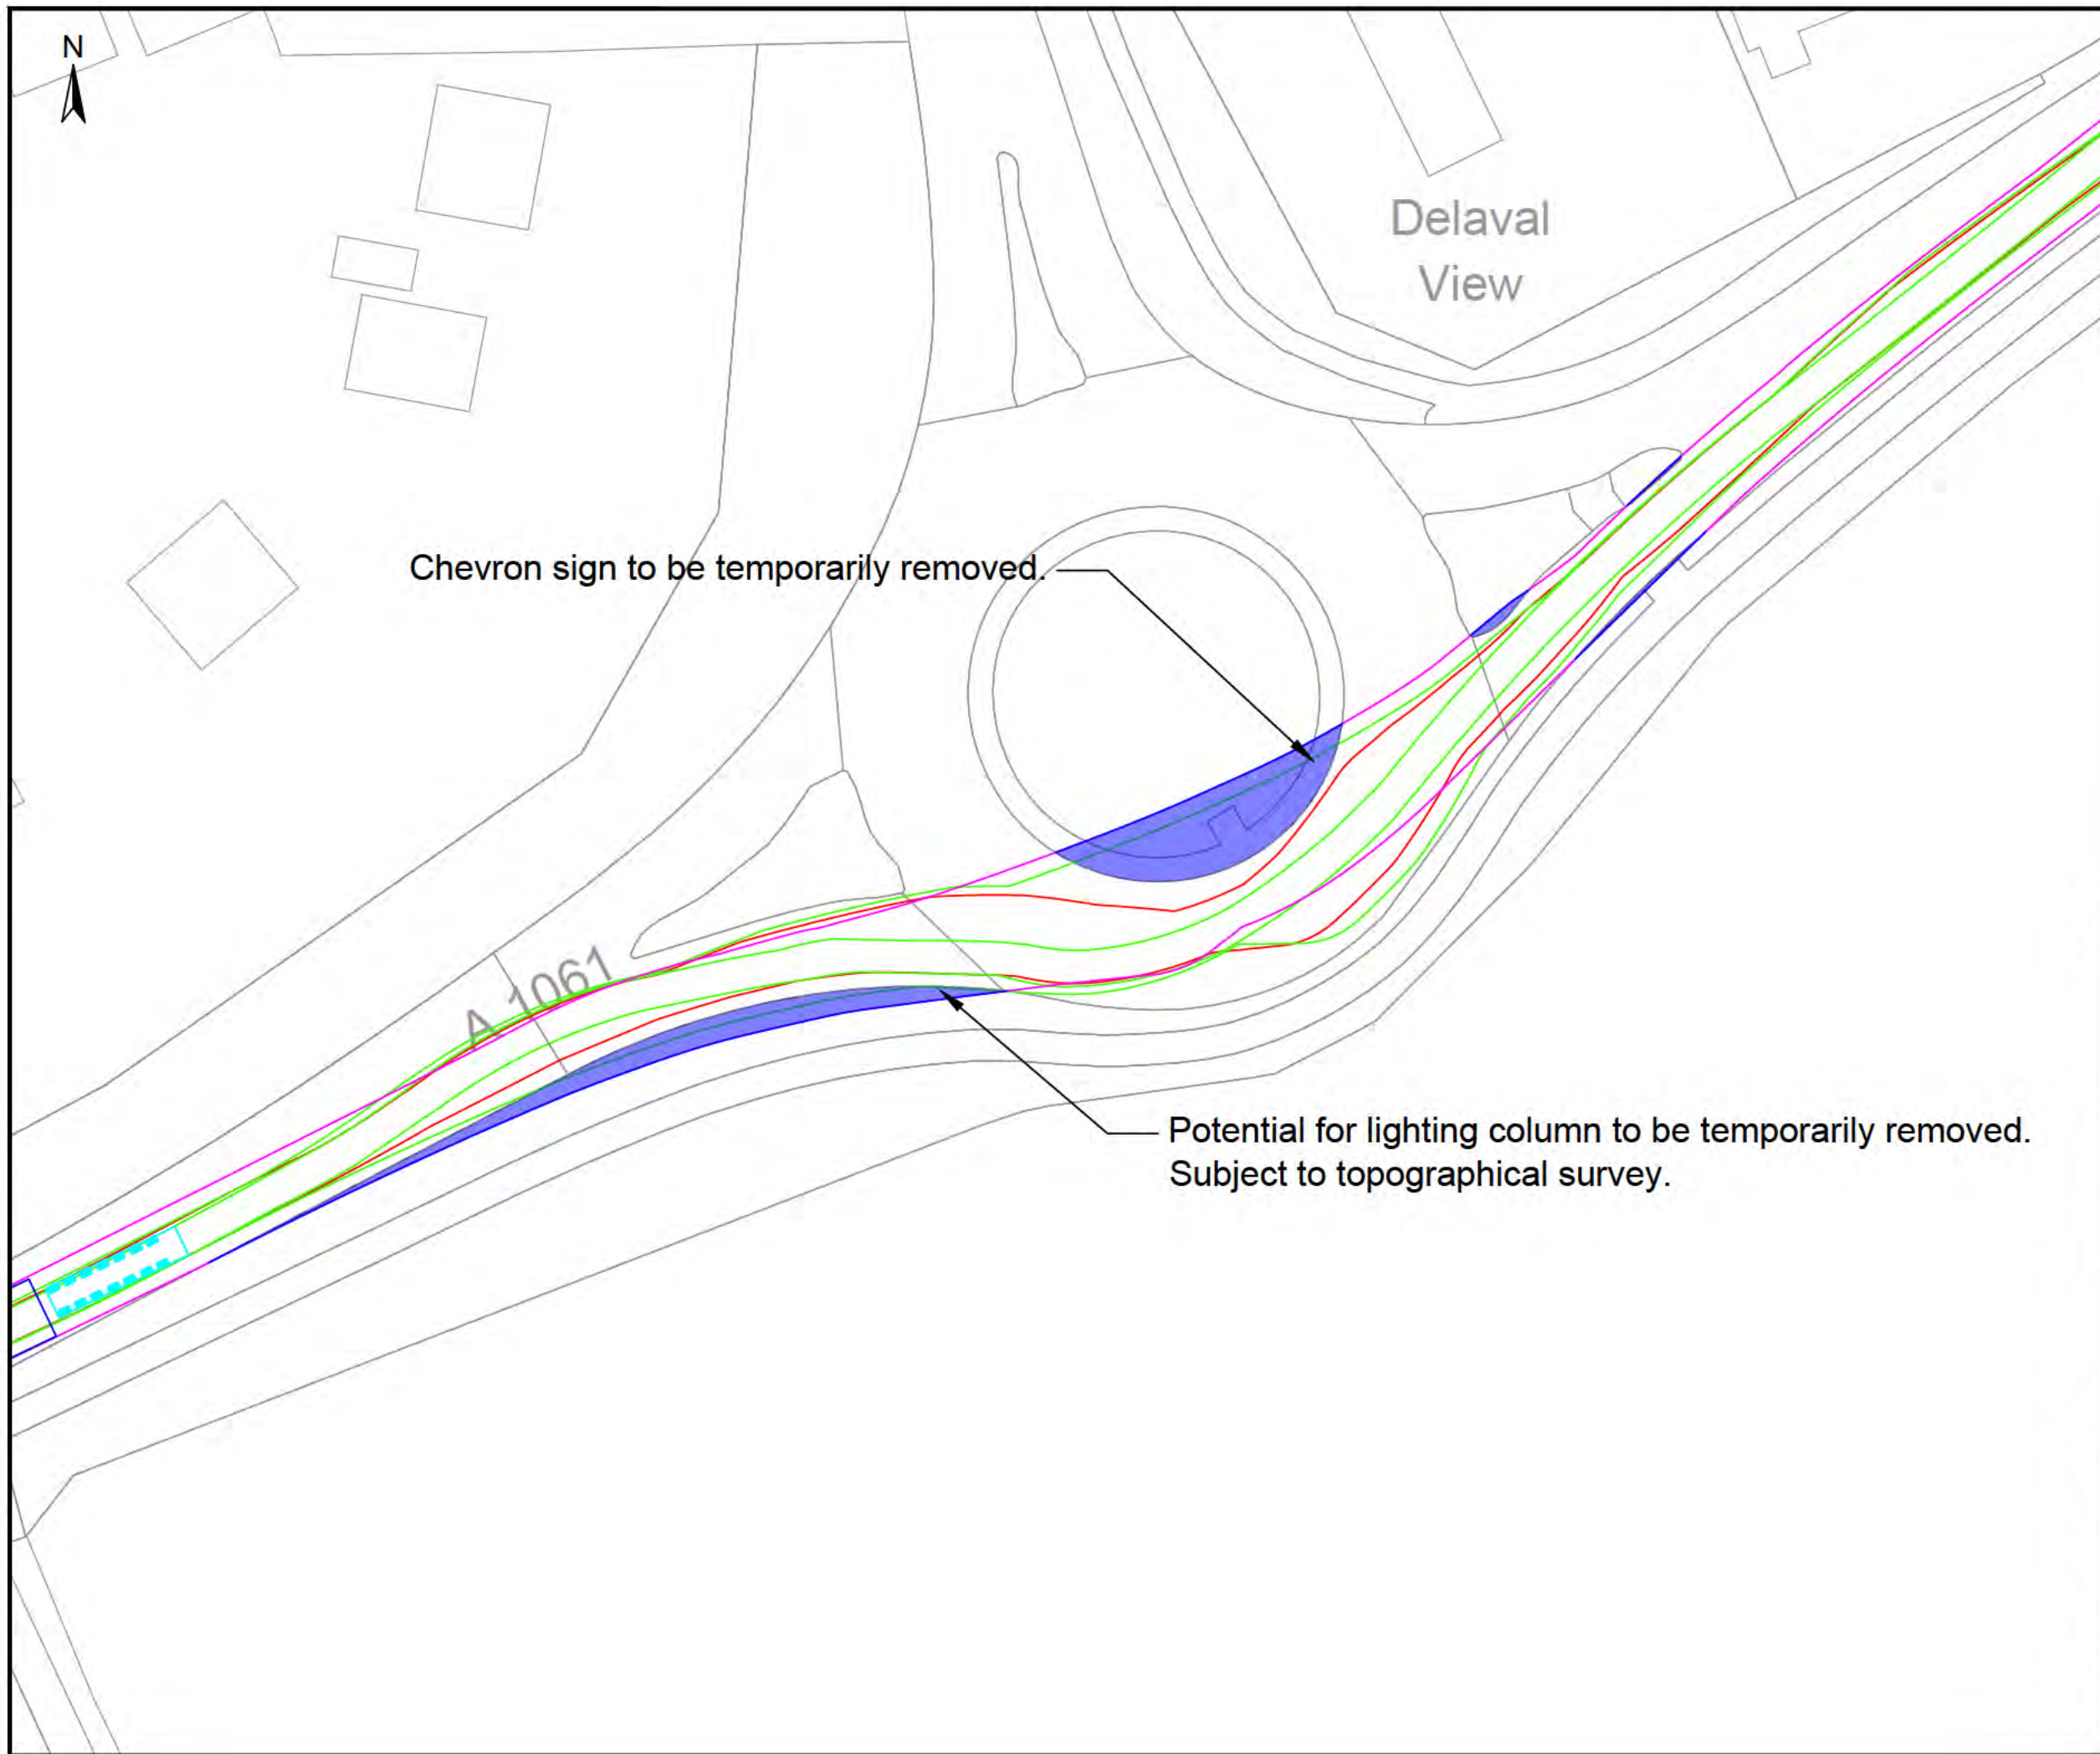 N
Delaval
View
Chevron sign to be temporarily removed.
A 1061
Potential for lighting column to be temporarily removed.
Subject to topographical survey.